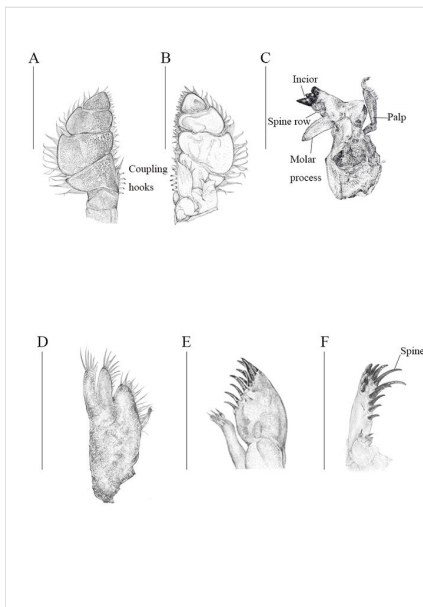 A
B
C
Incior
Spine row
Palp
Molar
process
Coupling
hooks
D
E
F
Spine